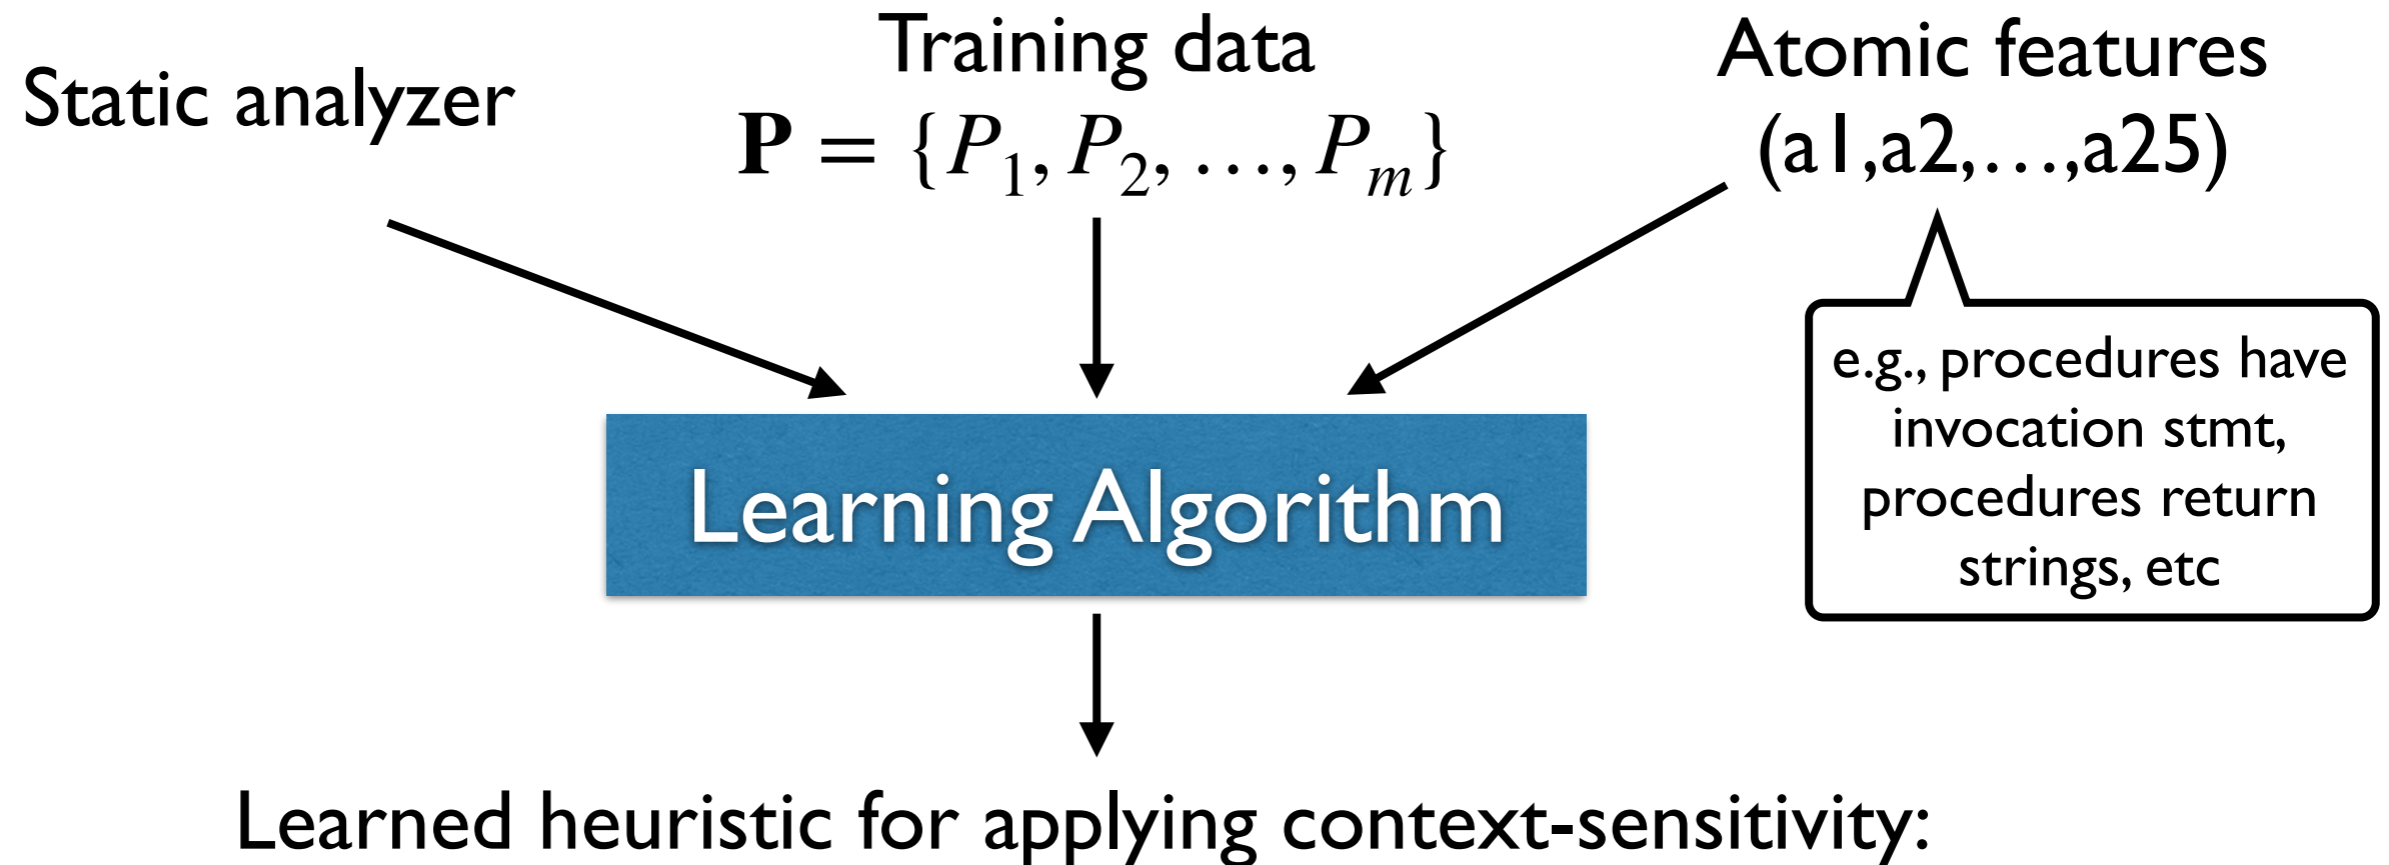 Static analyzer
Training data
P = {P₁, P₂, …, Pₘ}
Atomic features
(a1,a2,…,a25)
e.g., procedures have
invocation stmt,
procedures return
strings, etc
Learning Algorithm
Learned heuristic for applying context-sensitivity: